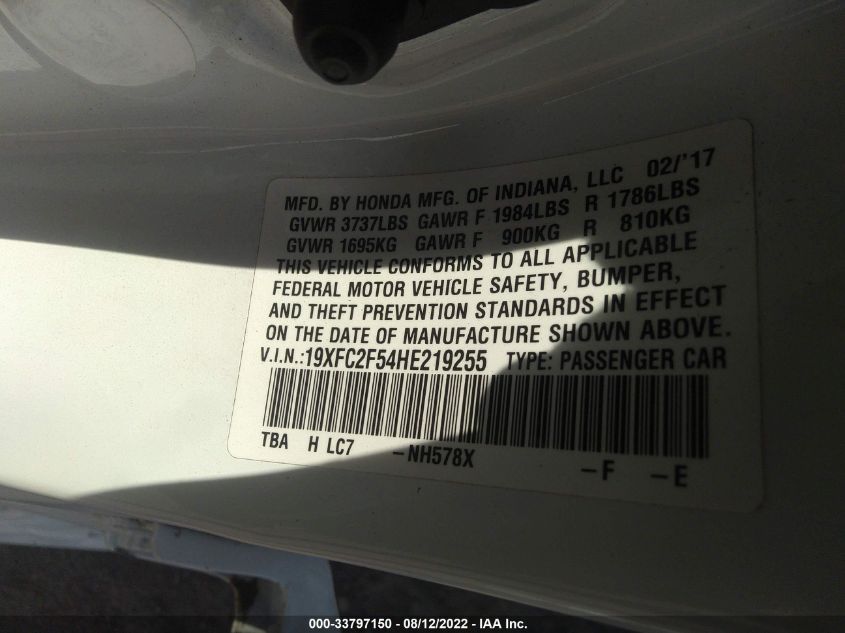 MFD. BY HONDA MFG. OF INDIANA, LLC 02/'17
GVWR 3737LBS GAWR F 1984LBS R 1786LBS
GVWR 1695KG GAWR F 900KG R 810KG
THIS VEHICLE CONFORMS TO ALL APPLICABLE
FEDERAL MOTOR VEHICLE SAFETY, BUMPER,
AND THEFT PREVENTION STANDARDS IN EFFECT
ON THE DATE OF MANUFACTURE SHOWN ABOVE.
V.I.N.:19XFC2F54HE219255 TYPE: PASSENGER CAR
TBA H LC7 -NH578X -F -E
000-33797150 - 08/12/2022 - IAA Inc.